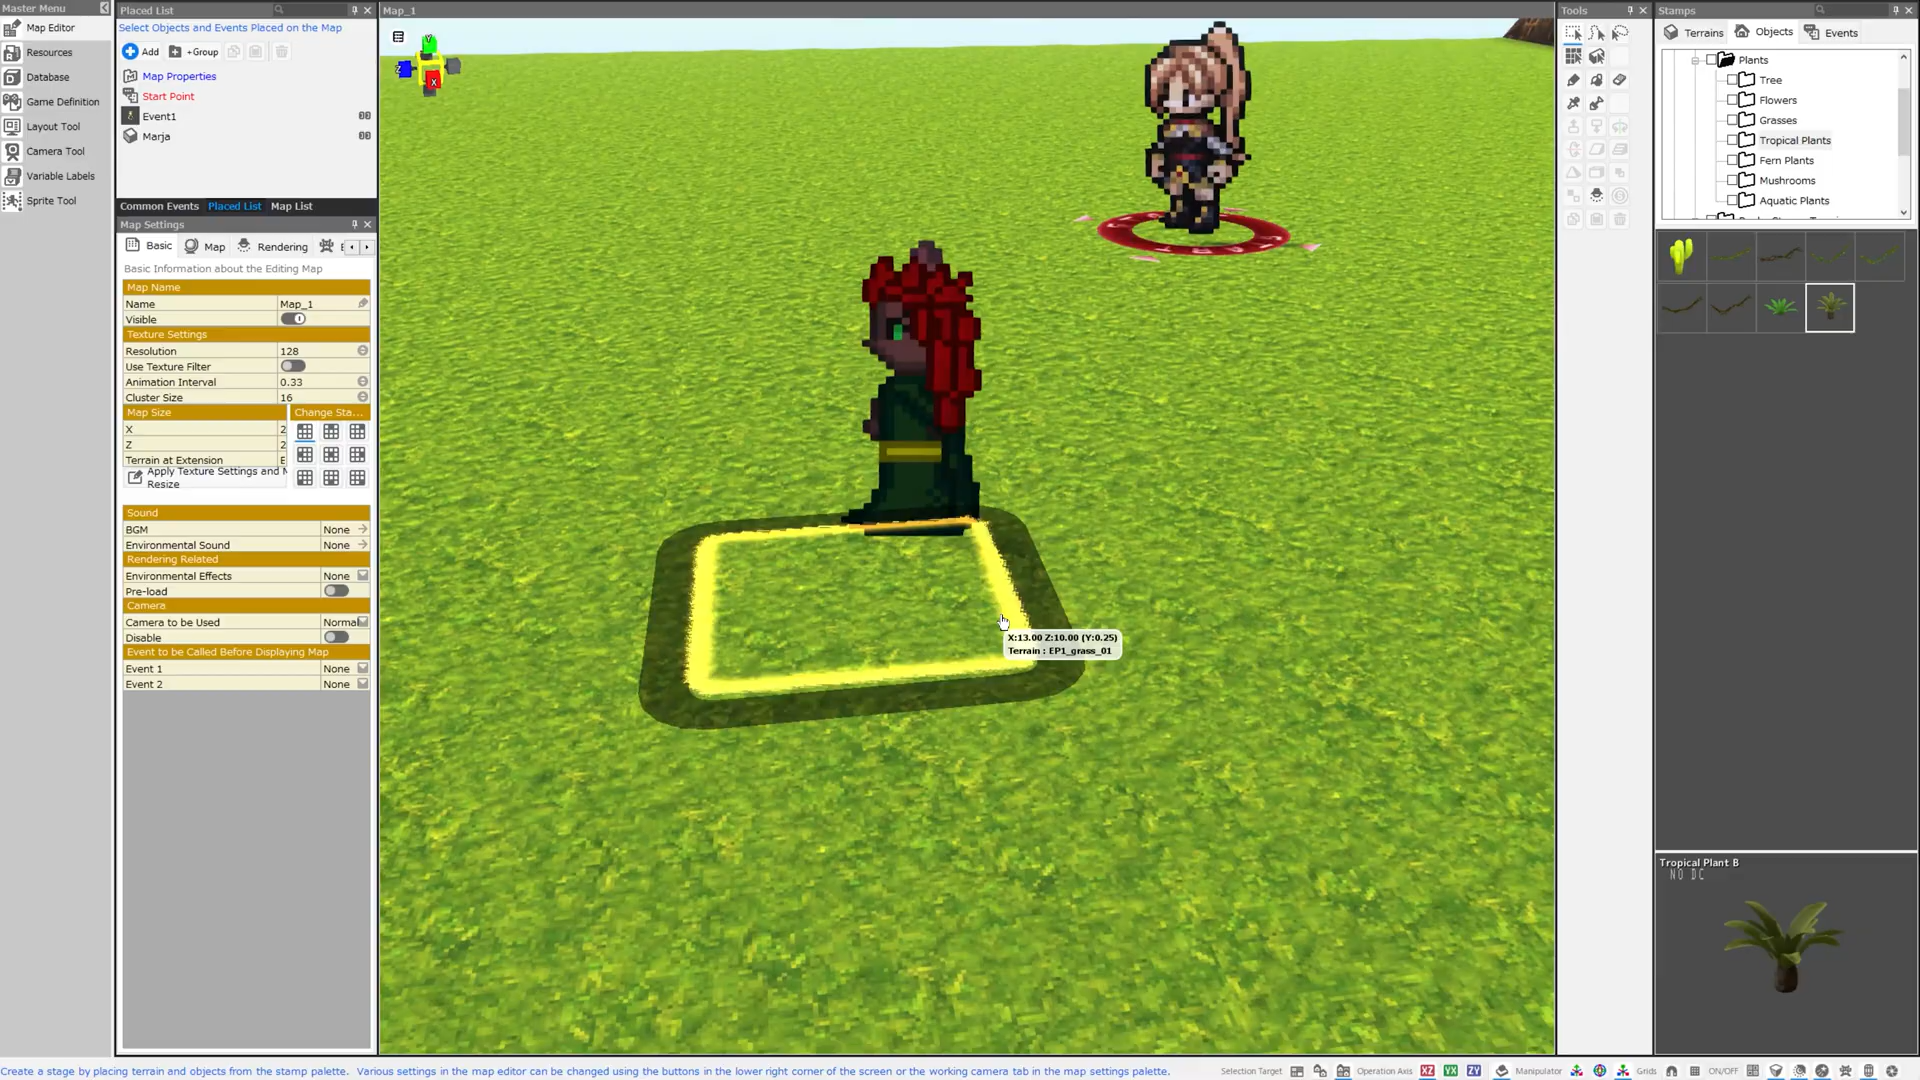 Master Menu
Map Editor
Resources
Database
Game Definition
Layout Tool
Camera Tool
Variable Labels
Sprite Tool
Placed List
Select Objects and Events Placed on the Map
Add
+Group
Map Properties
Start Point
Event1
Marja
Common Events
Placed List
Map List
Map Settings
Basic
Map
Rendering
Basic Information about the Editing Map
Map Name
Name Map_1
Visible
Texture Settings
Resolution 128
Use Texture Filter
Animation Interval 0.33
Cluster Size 16
Map Size Change Sta...
X 2
Z 2
Terrain at Extension E
Apply Texture Settings and
Resize
Sound
BGM None
Environmental Sound None
Rendering Related
Environmental Effects None
Pre-load
Camera
Camera to be Used Normal
Disable
Event to be Called Before Displaying Map
Event 1 None
Event 2 None
Map_1
Y
Z
X
X:13.00 Z:10.00 (Y:0.25)
Terrain : EP1_grass_01
Tools
Stamps
Terrains
Objects
Events
Plants
Tree
Flowers
Grasses
Tropical Plants
Fern Plants
Mushrooms
Aquatic Plants
Tropical Plant B
NO DC
Create a stage by placing terrain and objects from the stamp palette. Various settings in the map editor can be changed using the buttons in the lower right corner of the screen or the working camera tab in the map settings palette.
Selection Target
Operation Axis
XZ
YX
ZY
Manipulator
Grids
ON/OFF